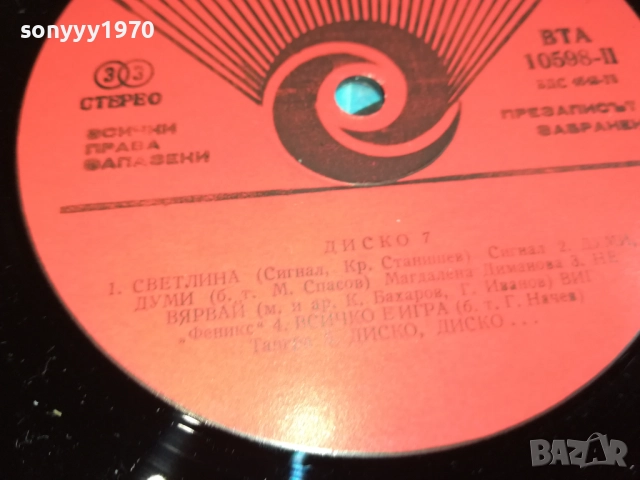 sonyyy1970
ВТА
10598-II
33
СТЕРЕО
ВСИЧКИ
ПРАВА
ЗАПАЗЕНИ
ПРЕЗАПИСЪТ
ЗАБРАНЕН
ДИСКО 7
1. СВЕТЛИНА (Сигнал, Кр. Станишев) Сигнал 2. ДУМИ,
ДУМИ (б. т. М. Спасов) Магдалена Джанова 3. НЕ
ВЯРВАЙ (м. и ар. К. Бахаров, Г. Иванов) ВИГ
"Феникс" 4. ВСИЧКО Е ИГРА (б. т. Г. Начев)
ДИСКО, ДИСКО...
BAZAR